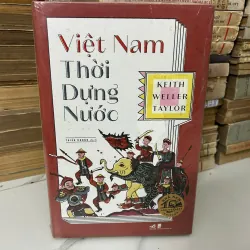 Việt Nam
Thời
Dựng
Nước
KEITH
WELLER
TAYLOR